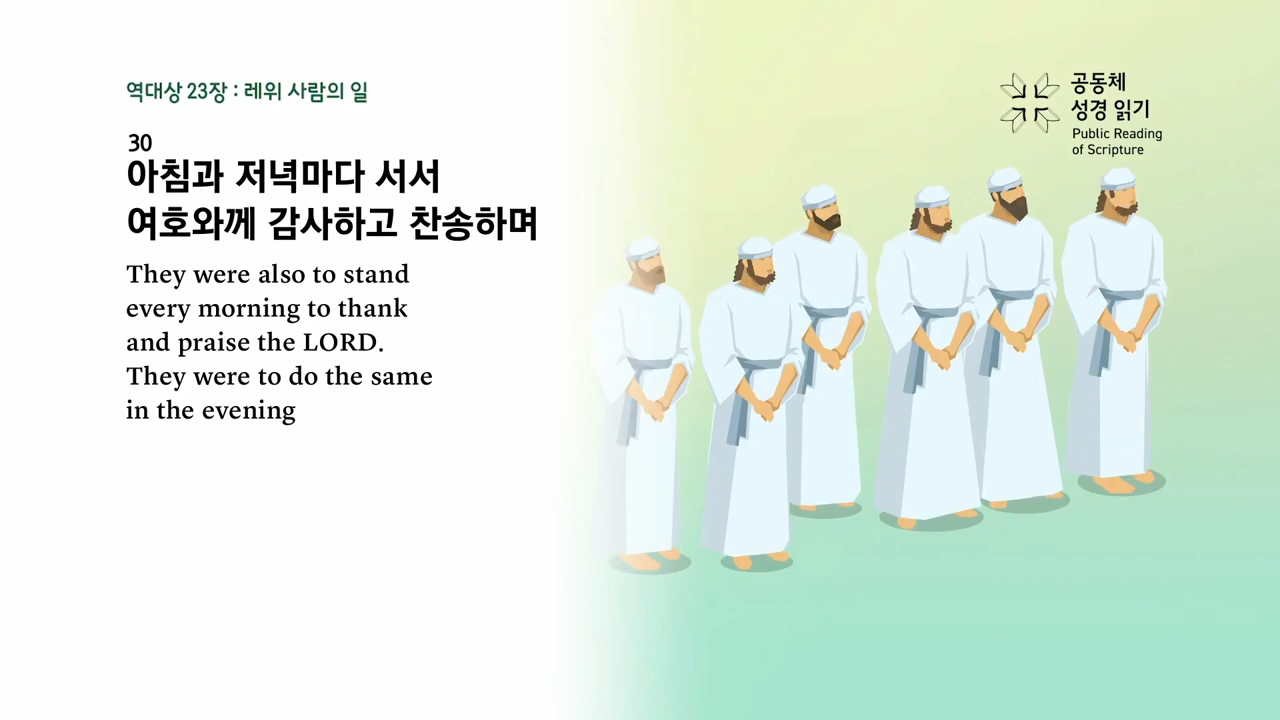 역대상 23장 : 레위 사람의 일
30
아침과 저녁마다 서서
여호와께 감사하고 찬송하며
They were also to stand
every morning to thank
and praise the LORD.
They were to do the same
in the evening
공동체
성경 읽기
Public Reading
of Scripture